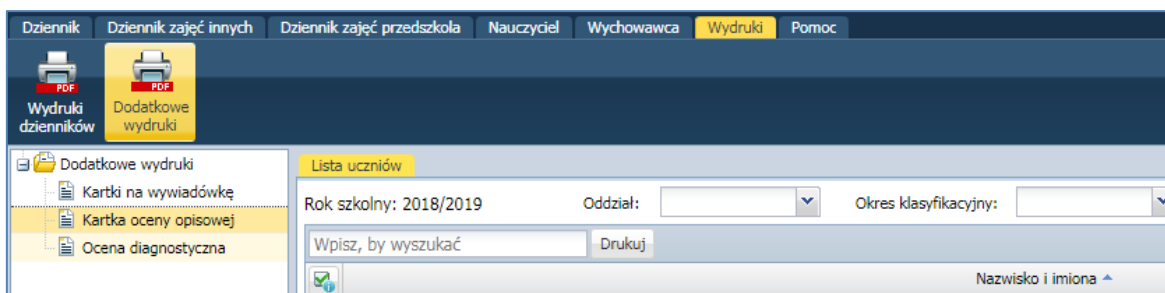 Dziennik Dziennik zajęć innych Dziennik zajęć przedszkola Nauczyciel Wychowawca Wydruki Pomoc
PDF PDF
Wydruki dzienników
Dodatkowe wydruki
Dodatkowe wydruki
Kartki na wywiadówkę
Kartka oceny opisowej
Ocena diagnostyczna
Lista uczniów
Rok szkolny: 2018/2019 Oddział: Okres klasyfikacyjny:
Wpisz, by wyszukać Drukuj
Nazwisko i imiona